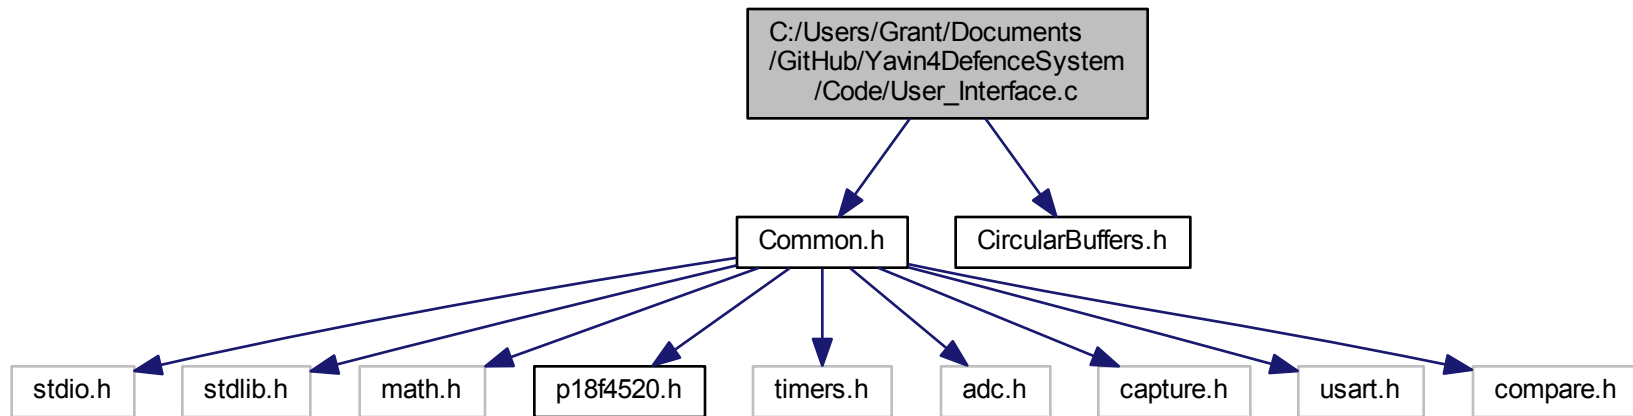 C:/Users/Grant/Documents
/GitHub/Yavin4DefenceSystem
/Code/User_Interface.c
Common.h
CircularBuffers.h
stdio.h
stdlib.h
math.h
p18f4520.h
timers.h
adc.h
capture.h
usart.h
compare.h